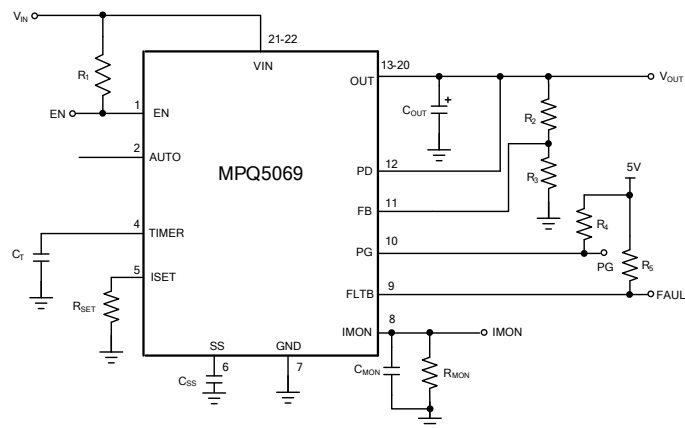 VIN
21-22
VIN
13-20
OUT
VOUT
R1
COUT
+
R2
EN
1
EN
2
AUTO
MPQ5069
PD
12
R3
5V
FB
11
4
TIMER
PG
10
R4
PG
CT
5
ISET
R5
FLTB
9
FAUL
RSET
8
IMON
IMON
SS
GND
CMON
RMON
CSS
6
7